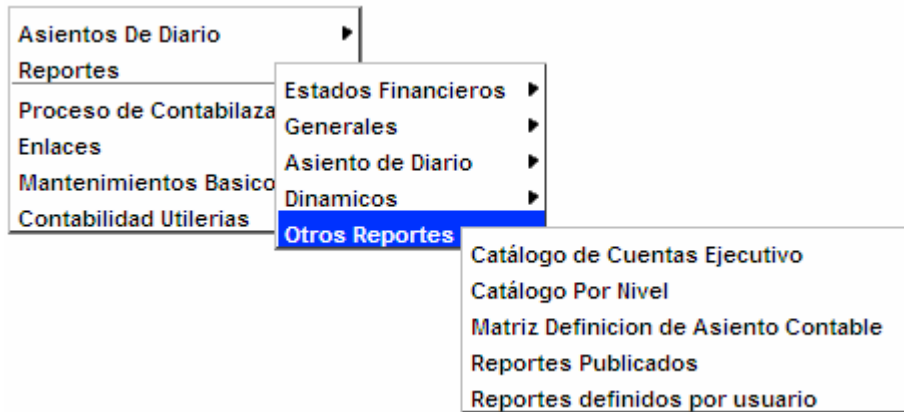 Asientos De Diario
Reportes
Proceso de Contabilaza
Enlaces
Mantenimientos Basico
Contabilidad Utilerias
Estados Financieros
Generales
Asiento de Diario
Dinamicos
Otros Reportes
Catálogo de Cuentas Ejecutivo
Catálogo Por Nivel
Matriz Definicion de Asiento Contable
Reportes Publicados
Reportes definidos por usuario